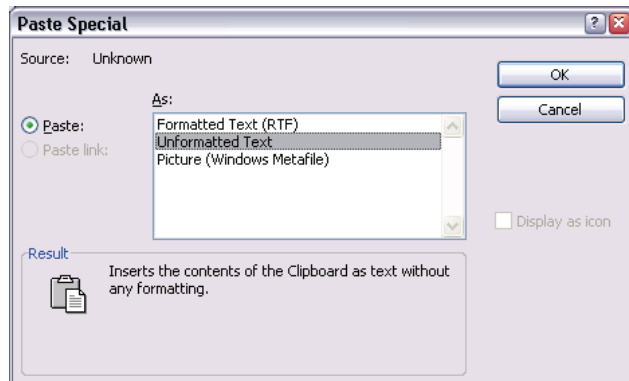 Paste Special
?
Source: Unknown
As:
Paste:
Paste link:
Formatted Text (RTF)
Unformatted Text
Picture (Windows Metafile)
OK
Cancel
Display as icon
Result
Inserts the contents of the Clipboard as text without
any formatting.